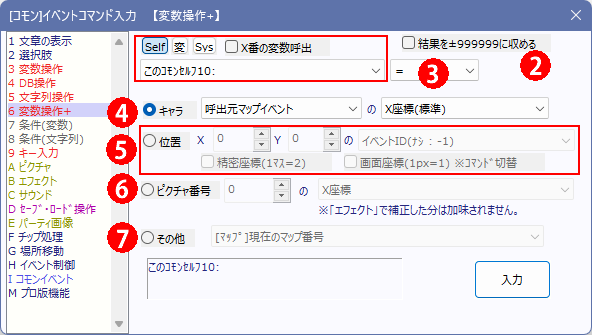 [コモン]イベントコマンド入力 【変数操作+】
1 文章の表示
2 選択肢
3 変数操作
4 DB操作
5 文字列操作
6 変数操作+
7 条件(変数)
8 条件(文字列)
9 キー入力
A ピクチャ
B エフェクト
C サウンド
D セーブ・ロード操作
E パーティ画像
F チップ処理
G 場所移動
H イベント制御
I コモンイベント
M プロ版機能
Self 変 Sys X番の変数呼出
このコモンセルフ10:
結果を±999999に収める
2
=
3
4 キャラ 呼出元マップイベント の X座標(標準)
5 位置 X 0 Y 0 の イベントID(ナシ : -1)
精密座標(1マス=2) 画面座標(1px=1) ※コマンド切替
6 ピクチャ番号 0 の X座標
※「エフェクト」で補正した分は加味されません。
7 その他 [マップ]現在のマップ番号
このコモンセルフ10:
入力